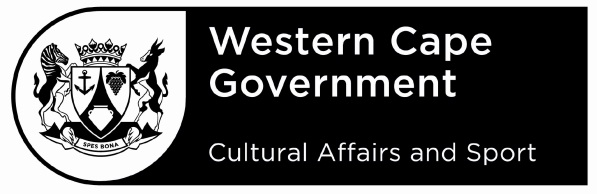 Western Cape
Government
Cultural Affairs and Sport
SPES BONA